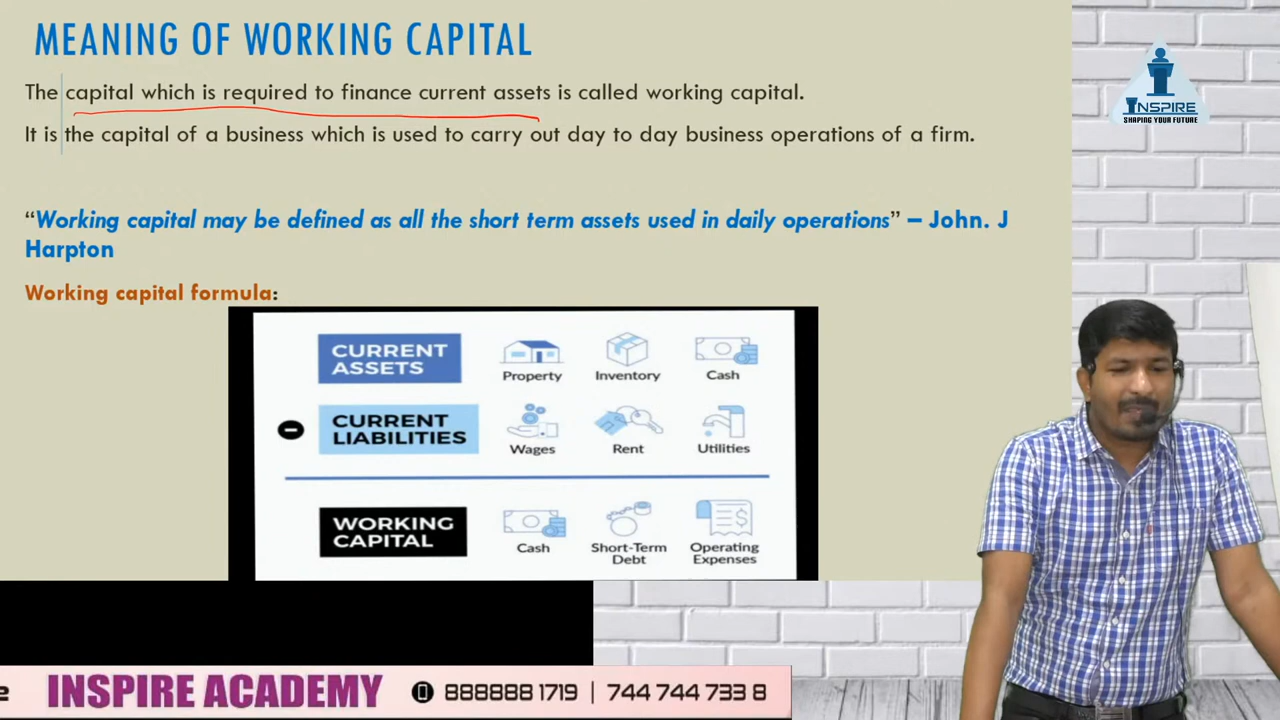 MEANING OF WORKING CAPITAL
The capital which is required to finance current assets is called working capital.
It is the capital of a business which is used to carry out day to day business operations of a firm.
“Working capital may be defined as all the short term assets used in daily operations” – John. J
Harpton
Working capital formula:
CURRENT
ASSETS
Property Inventory Cash
CURRENT
LIABILITIES
Wages Rent Utilities
WORKING
CAPITAL
Cash Short-Term
Debt Operating
Expenses
INSPIRE
SHAPING YOUR FUTURE
e INSPIRE ACADEMY 888888 1719 | 744 744 733 8